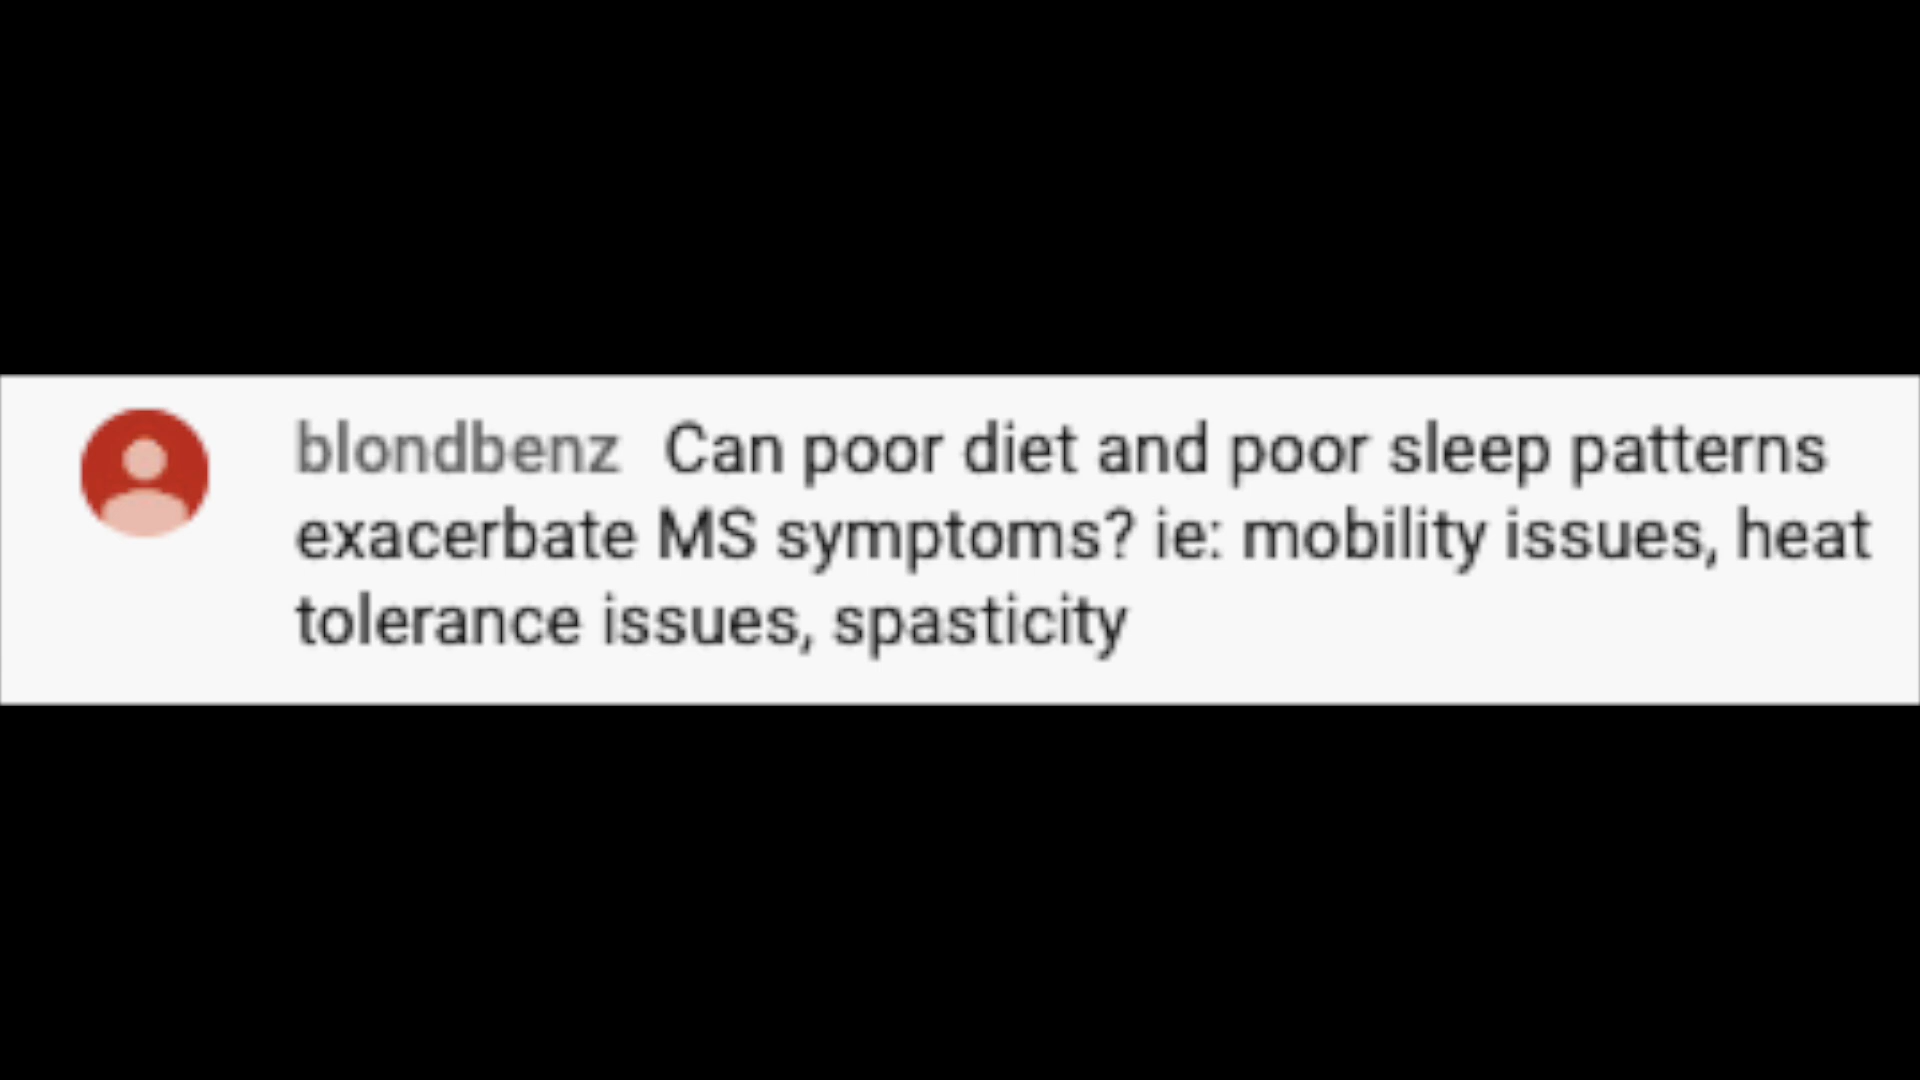 blondbenz Can poor diet and poor sleep patterns
exacerbate MS symptoms? ie: mobility issues, heat
tolerance issues, spasticity